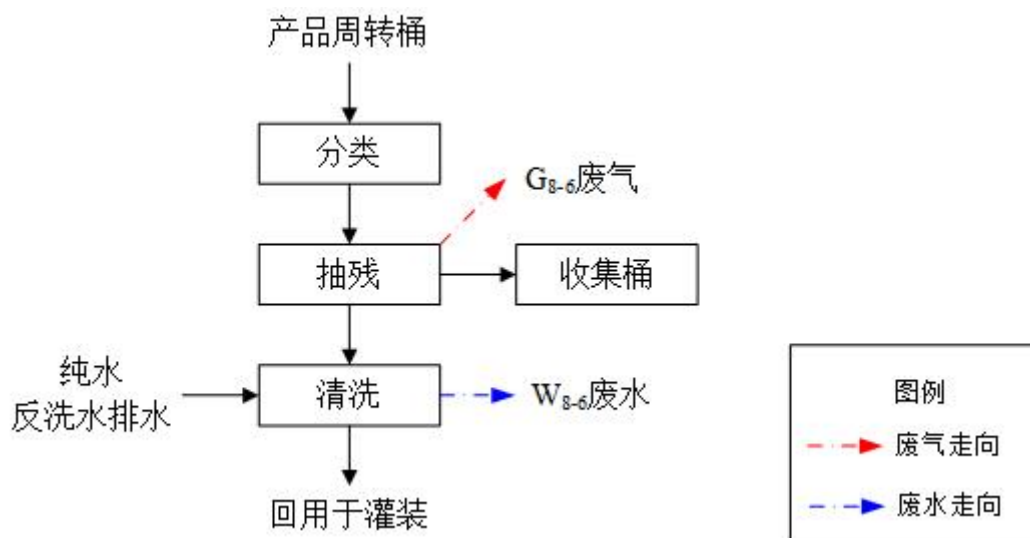 产品周转桶
分类
G8-6废气
抽残
收集桶
纯水
反洗水排水
清洗
W8-6废水
回用于灌装
图例
废气走向
废水走向